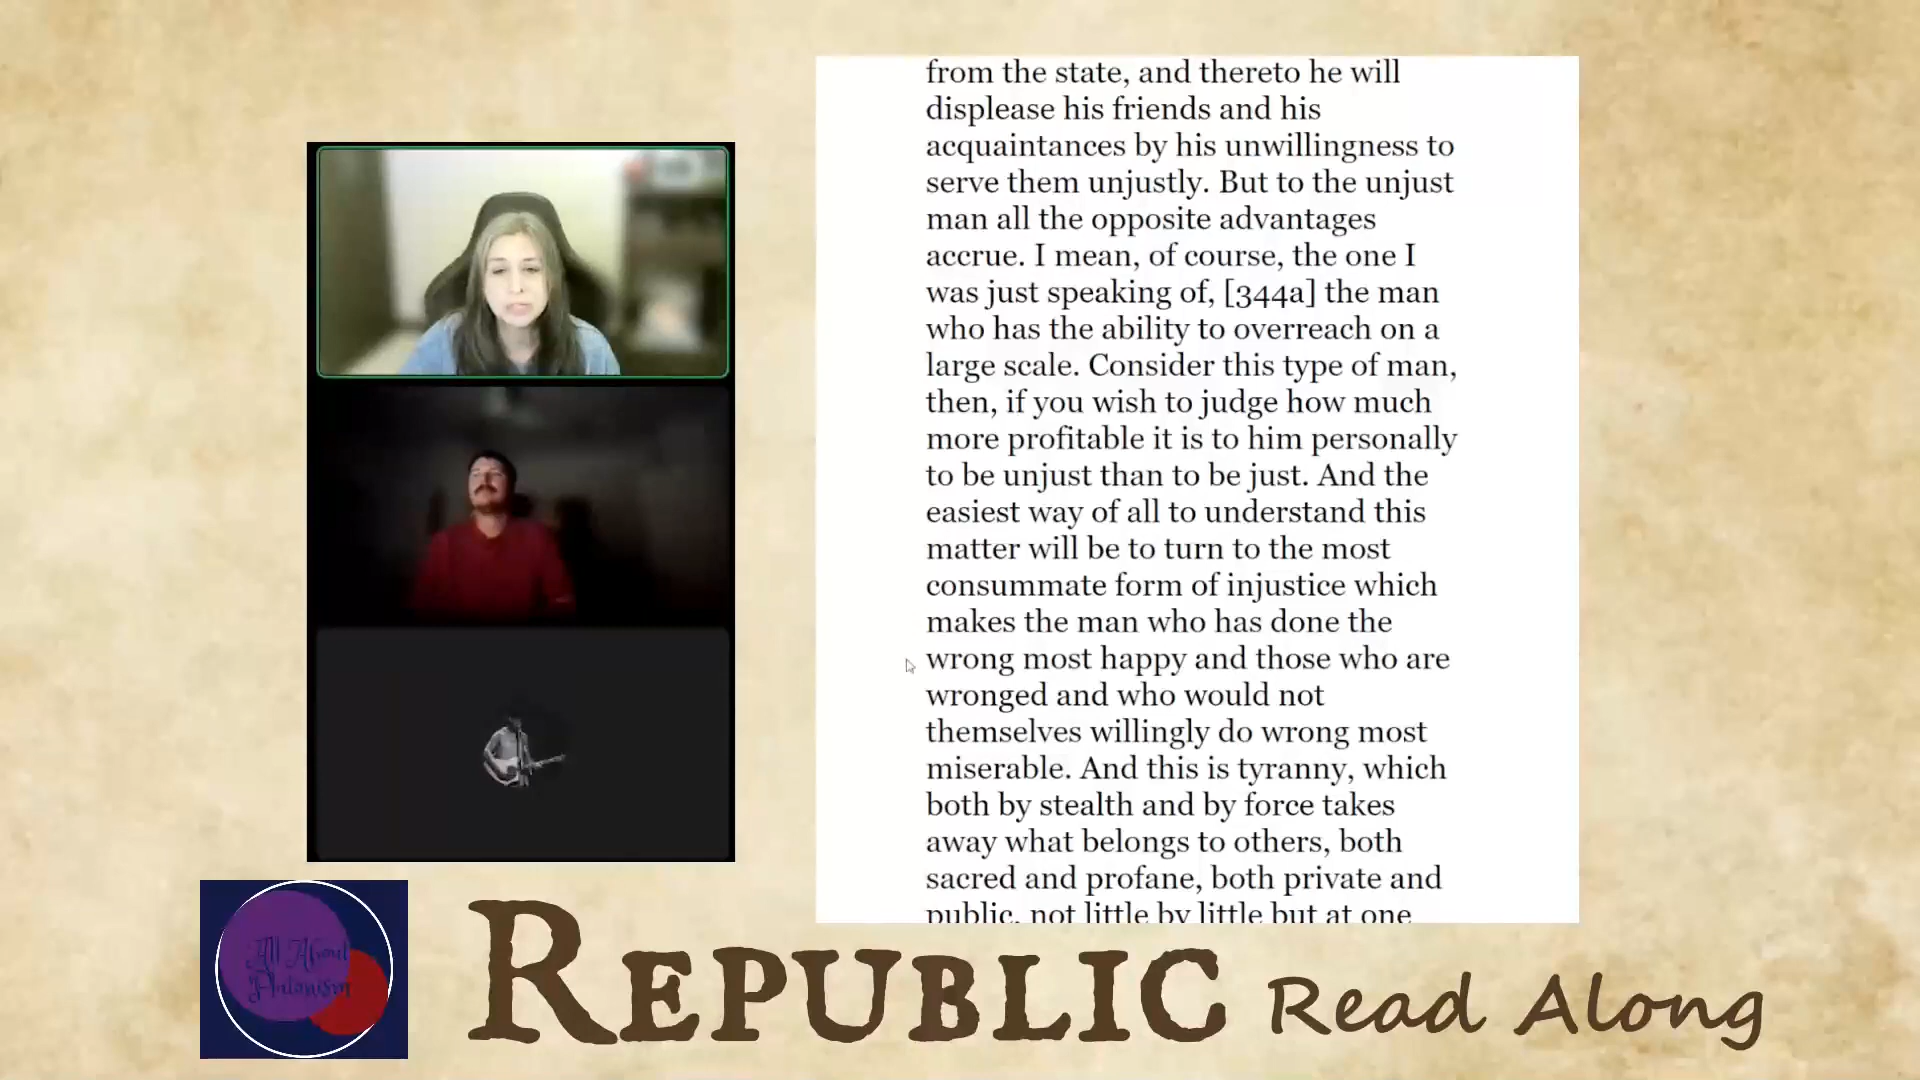 from the state, and thereto he will
displease his friends and his
acquaintances by his unwillingness to
serve them unjustly. But to the unjust
man all the opposite advantages
accrue. I mean, of course, the one I
was just speaking of, [344a] the man
who has the ability to overreach on a
large scale. Consider this type of man,
then, if you wish to judge how much
more profitable it is to him personally
to be unjust than to be just. And the
easiest way of all to understand this
matter will be to turn to the most
consummate form of injustice which
makes the man who has done the
wrong most happy and those who are
wronged and who would not
themselves willingly do wrong most
miserable. And this is tyranny, which
both by stealth and by force takes
away what belongs to others, both
sacred and profane, both private and
public, not little by little but at one
All About
Platonism
REPUBLIC Read Along